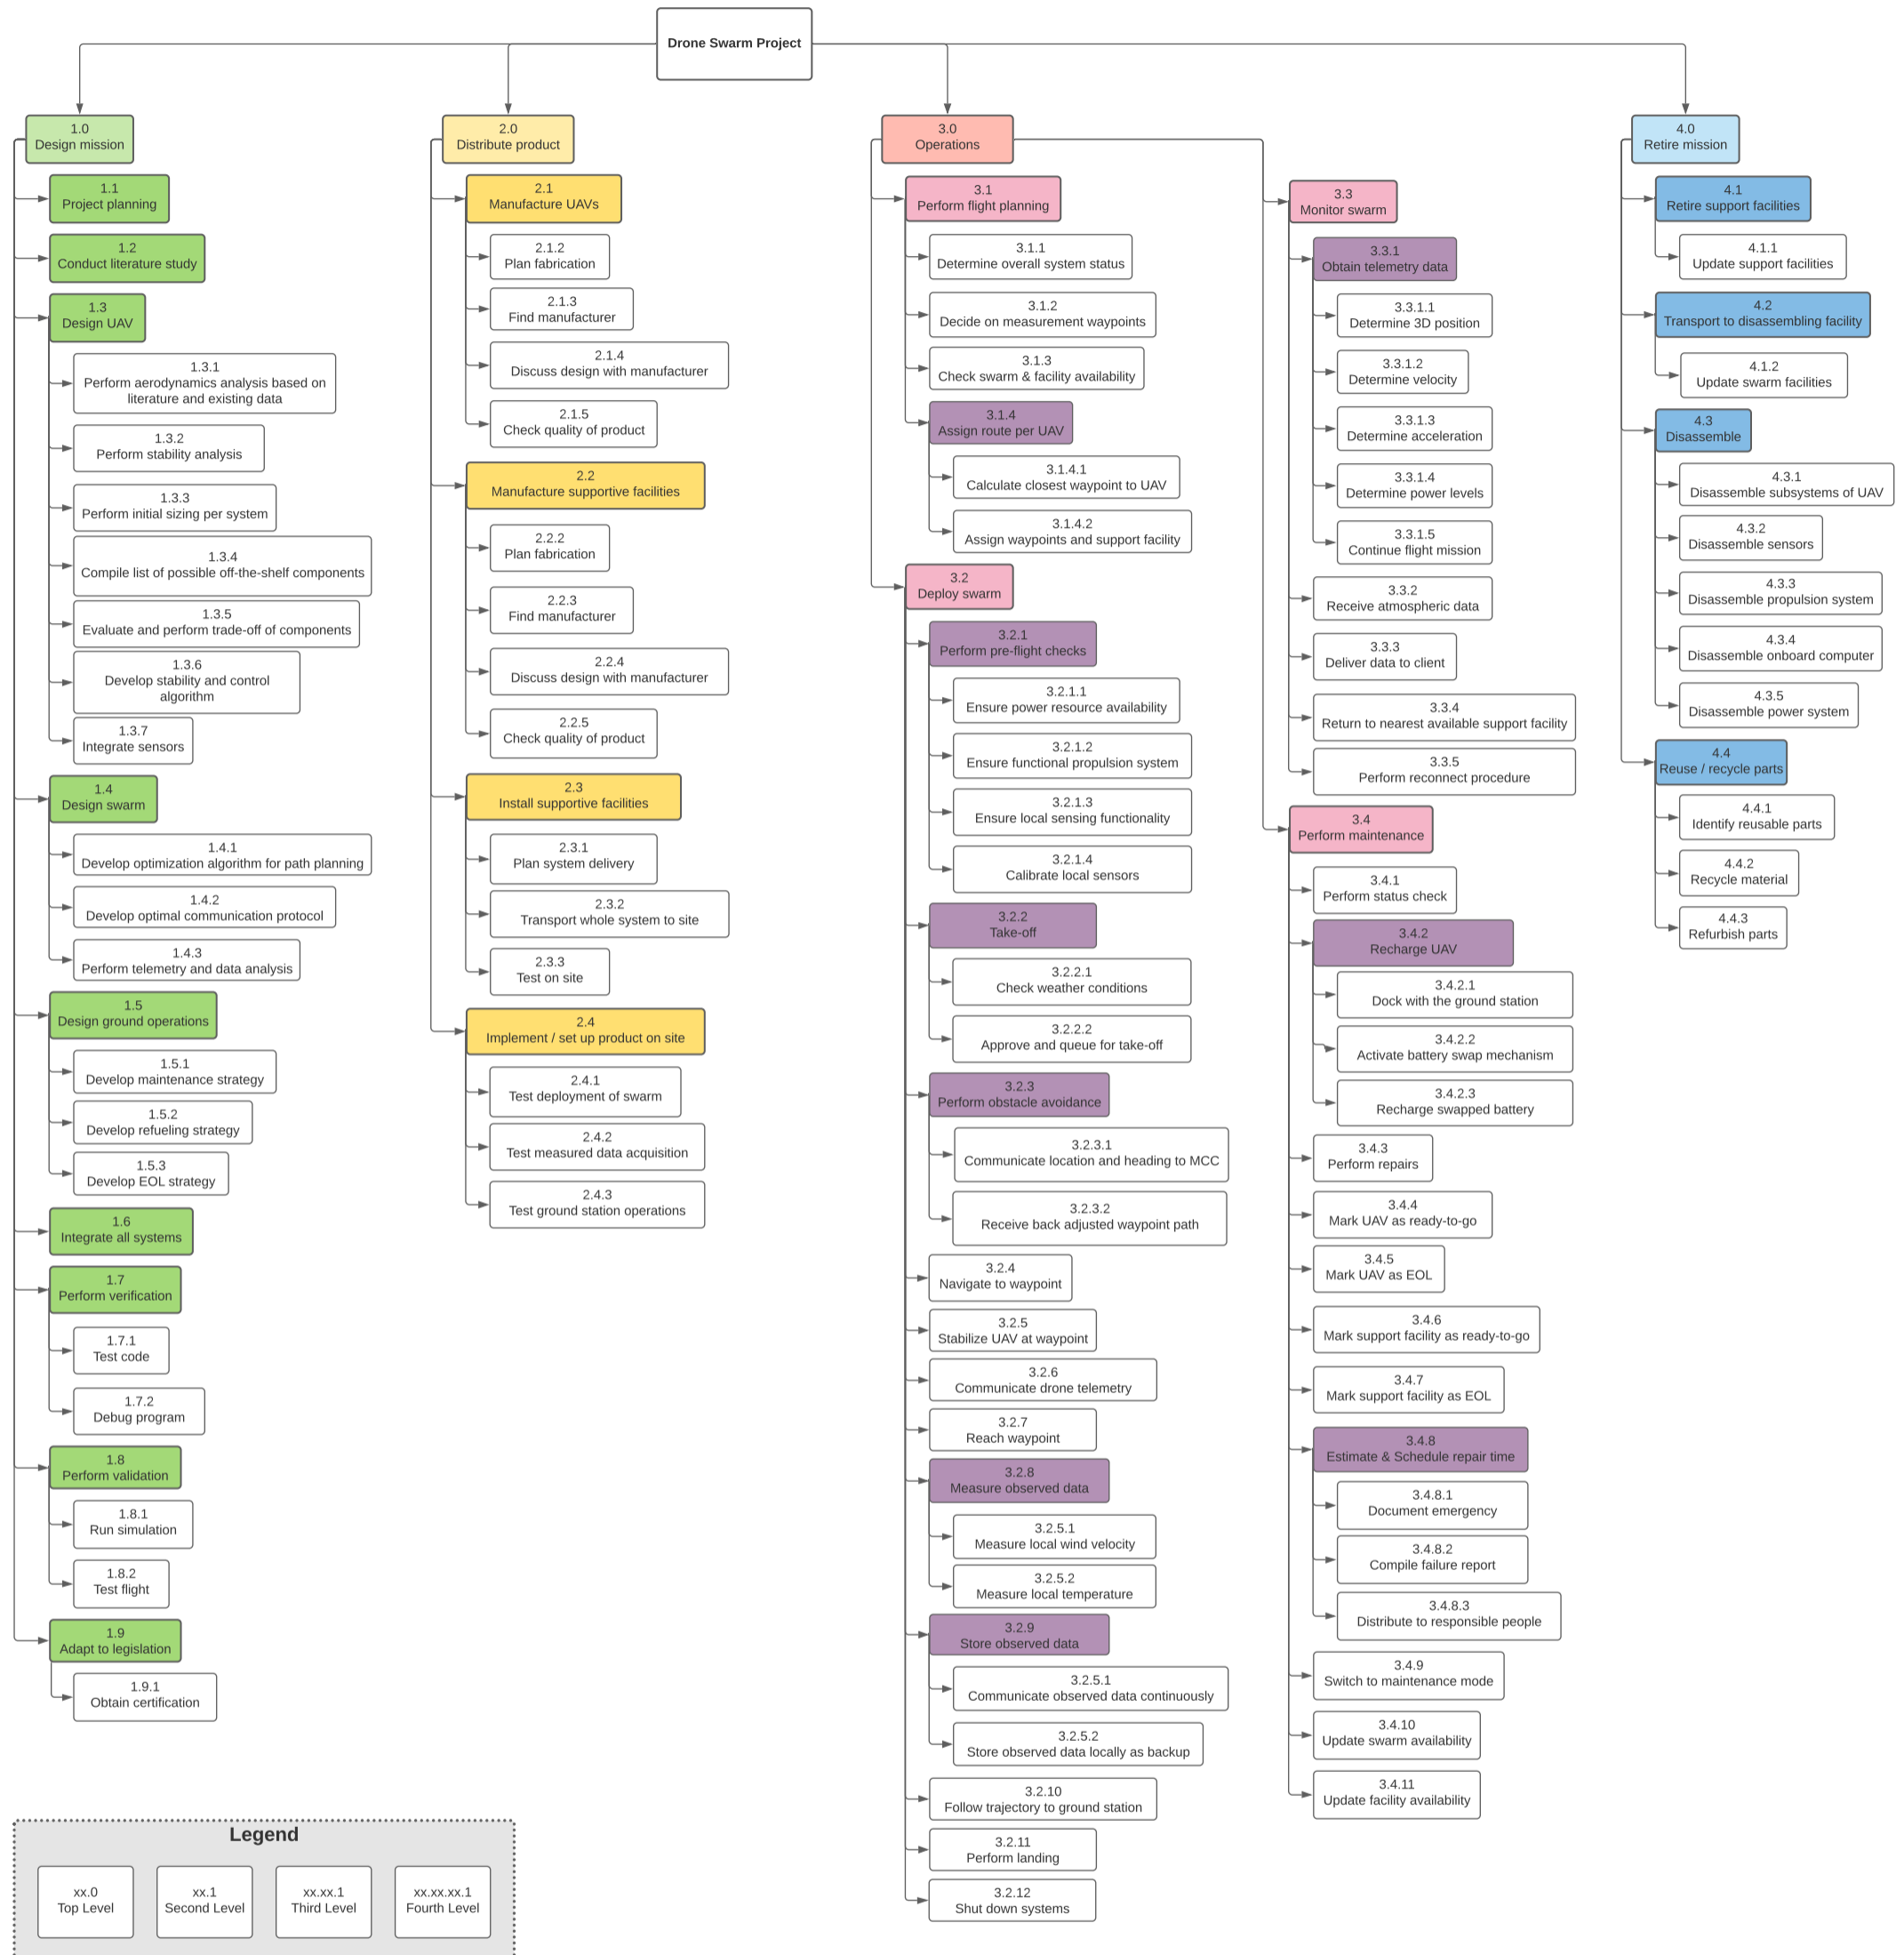 Drone Swarm Project
1.0
Design mission
1.1
Project planning
1.2
Conduct literature study
1.3
Design UAV
1.3.1
Perform aerodynamics analysis based on
literature and existing data
1.3.2
Perform stability analysis
1.3.3
Perform initial sizing per system
1.3.4
Compile list of possible off-the-shelf components
1.3.5
Evaluate and perform trade-off of components
1.3.6
Develop stability and control
algorithm
1.3.7
Integrate sensors
1.4
Design swarm
1.4.1
Develop optimization algorithm for path planning
1.4.2
Develop optimal communication protocol
1.4.3
Perform telemetry and data analysis
1.5
Design ground operations
1.5.1
Develop maintenance strategy
1.5.2
Develop refueling strategy
1.5.3
Develop EOL strategy
1.6
Integrate all systems
1.7
Perform verification
1.7.1
Test code
1.7.2
Debug program
1.8
Perform validation
1.8.1
Run simulation
1.8.2
Test flight
1.9
Adapt to legislation
1.9.1
Obtain certification
2.0
Distribute product
2.1
Manufacture UAVs
2.1.2
Plan fabrication
2.1.3
Find manufacturer
2.1.4
Discuss design with manufacturer
2.1.5
Check quality of product
2.2
Manufacture supportive facilities
2.2.2
Plan fabrication
2.2.3
Find manufacturer
2.2.4
Discuss design with manufacturer
2.2.5
Check quality of product
2.3
Install supportive facilities
2.3.1
Plan system delivery
2.3.2
Transport whole system to site
2.3.3
Test on site
2.4
Implement / set up product on site
2.4.1
Test deployment of swarm
2.4.2
Test measured data acquisition
2.4.3
Test ground station operations
3.0
Operations
3.1
Perform flight planning
3.1.1
Determine overall system status
3.1.2
Decide on measurement waypoints
3.1.3
Check swarm & facility availability
3.1.4
Assign route per UAV
3.1.4.1
Calculate closest waypoint to UAV
3.1.4.2
Assign waypoints and support facility
3.2
Deploy swarm
3.2.1
Perform pre-flight checks
3.2.1.1
Ensure power resource availability
3.2.1.2
Ensure functional propulsion system
3.2.1.3
Ensure local sensing functionality
3.2.1.4
Calibrate local sensors
3.2.2
Take-off
3.2.2.1
Check weather conditions
3.2.2.2
Approve and queue for take-off
3.2.3
Perform obstacle avoidance
3.2.3.1
Communicate location and heading to MCC
3.2.3.2
Receive back adjusted waypoint path
3.2.4
Navigate to waypoint
3.2.5
Stabilize UAV at waypoint
3.2.6
Communicate drone telemetry
3.2.7
Reach waypoint
3.2.8
Measure observed data
3.2.5.1
Measure local wind velocity
3.2.5.2
Measure local temperature
3.2.9
Store observed data
3.2.5.1
Communicate observed data continuously
3.2.5.2
Store observed data locally as backup
3.2.10
Follow trajectory to ground station
3.2.11
Perform landing
3.2.12
Shut down systems
3.3
Monitor swarm
3.3.1
Obtain telemetry data
3.3.1.1
Determine 3D position
3.3.1.2
Determine velocity
3.3.1.3
Determine acceleration
3.3.1.4
Determine power levels
3.3.1.5
Continue flight mission
3.3.2
Receive atmospheric data
3.3.3
Deliver data to client
3.3.4
Return to nearest available support facility
3.3.5
Perform reconnect procedure
3.4
Perform maintenance
3.4.1
Perform status check
3.4.2
Recharge UAV
3.4.2.1
Dock with the ground station
3.4.2.2
Activate battery swap mechanism
3.4.2.3
Recharge swapped battery
3.4.3
Perform repairs
3.4.4
Mark UAV as ready-to-go
3.4.5
Mark UAV as EOL
3.4.6
Mark support facility as ready-to-go
3.4.7
Mark support facility as EOL
3.4.8
Estimate & Schedule repair time
3.4.8.1
Document emergency
3.4.8.2
Compile failure report
3.4.8.3
Distribute to responsible people
3.4.9
Switch to maintenance mode
3.4.10
Update swarm availability
3.4.11
Update facility availability
4.0
Retire mission
4.1
Retire support facilities
4.1.1
Update support facilities
4.2
Transport to disassembling facility
4.1.2
Update swarm facilities
4.3
Disassemble
4.3.1
Disassemble subsystems of UAV
4.3.2
Disassemble sensors
4.3.3
Disassemble propulsion system
4.3.4
Disassemble onboard computer
4.3.5
Disassemble power system
4.4
Reuse / recycle parts
4.4.1
Identify reusable parts
4.4.2
Recycle material
4.4.3
Refurbish parts
Legend
xx.0
Top Level
xx.1
Second Level
xx.xx.1
Third Level
xx.xx.xx.1
Fourth Level